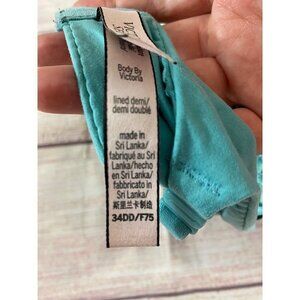 Body By
Victoria
lined demi/
demi doublé
made in
Sri Lanka/
fabriqué au Sri
Lanka/hecho
en Sri Lanka/
fabbricato in
Sri Lanka/
斯里兰卡制造
34DD/F75